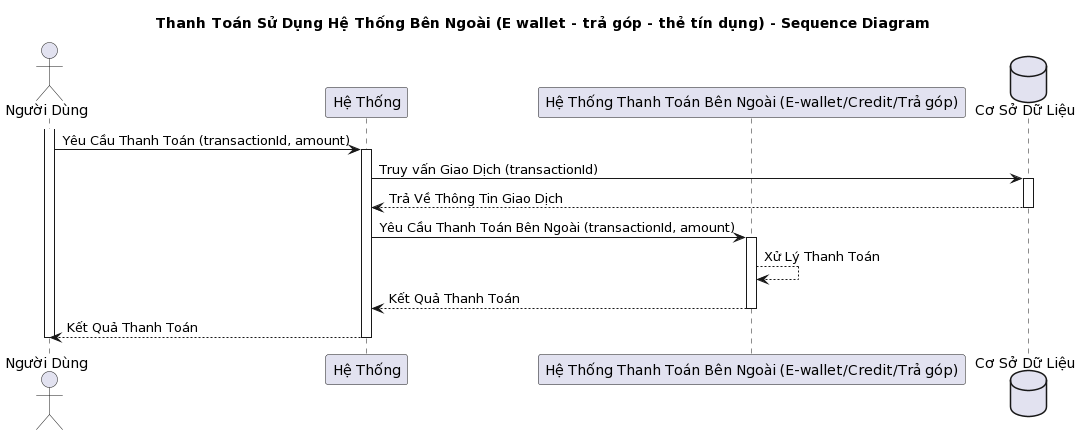 Thanh Toán Sử Dụng Hệ Thống Bên Ngoài (E wallet - trả góp - thẻ tín dụng) - Sequence Diagram
Người Dùng
Hệ Thống
Hệ Thống Thanh Toán Bên Ngoài (E-wallet/Credit/Trả góp)
Cơ Sở Dữ Liệu
Yêu Cầu Thanh Toán (transactionId, amount)
Truy vấn Giao Dịch (transactionId)
Trả Về Thông Tin Giao Dịch
Yêu Cầu Thanh Toán Bên Ngoài (transactionId, amount)
Xử Lý Thanh Toán
Kết Quả Thanh Toán
Kết Quả Thanh Toán
Người Dùng
Hệ Thống
Hệ Thống Thanh Toán Bên Ngoài (E-wallet/Credit/Trả góp)
Cơ Sở Dữ Liệu